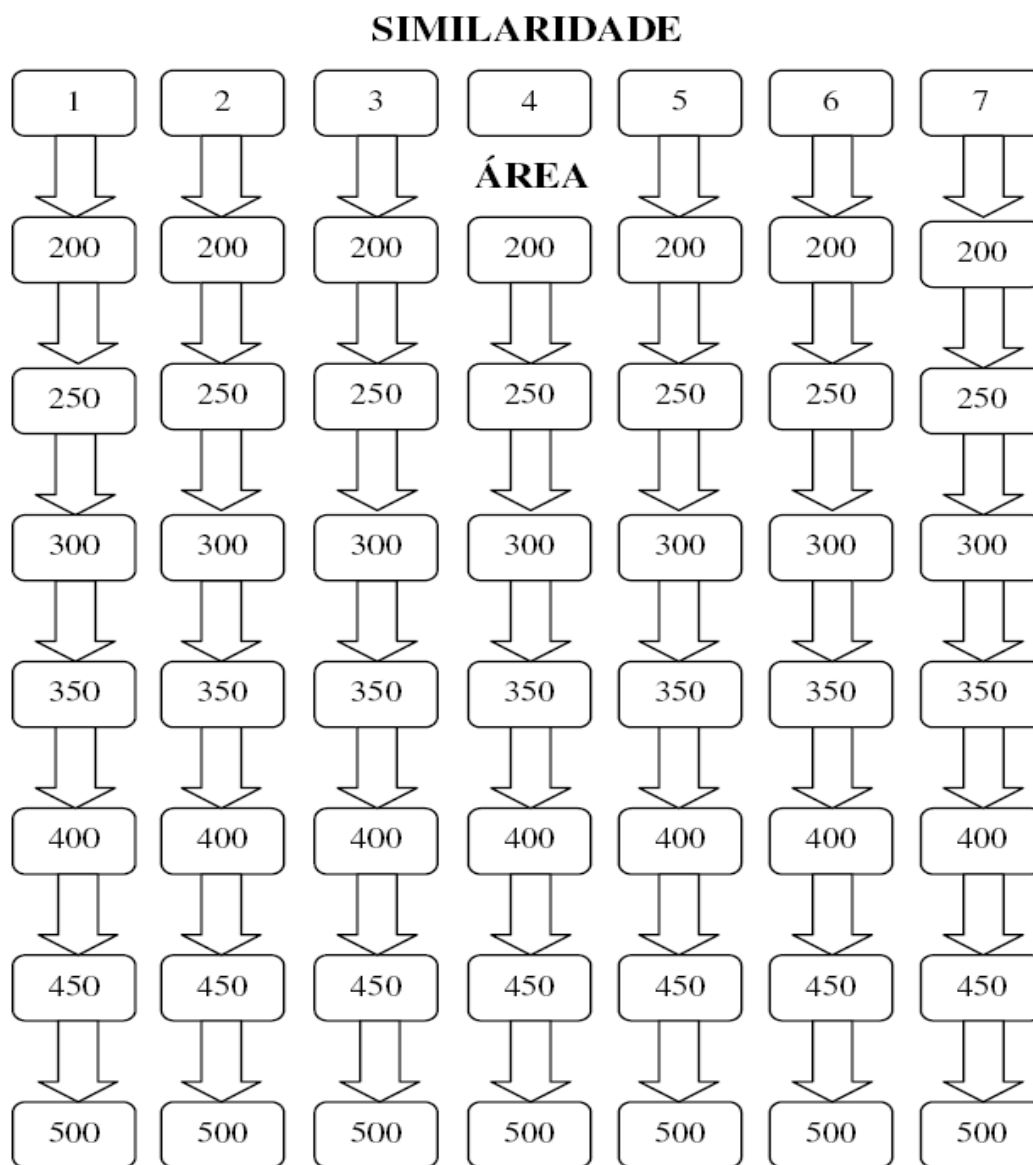 SIMILARIDADE
1 2 3 4 5 6 7
ÁREA
200 200 200 200 200 200 200
250 250 250 250 250 250 250
300 300 300 300 300 300 300
350 350 350 350 350 350 350
400 400 400 400 400 400 400
450 450 450 450 450 450 450
500 500 500 500 500 500 500